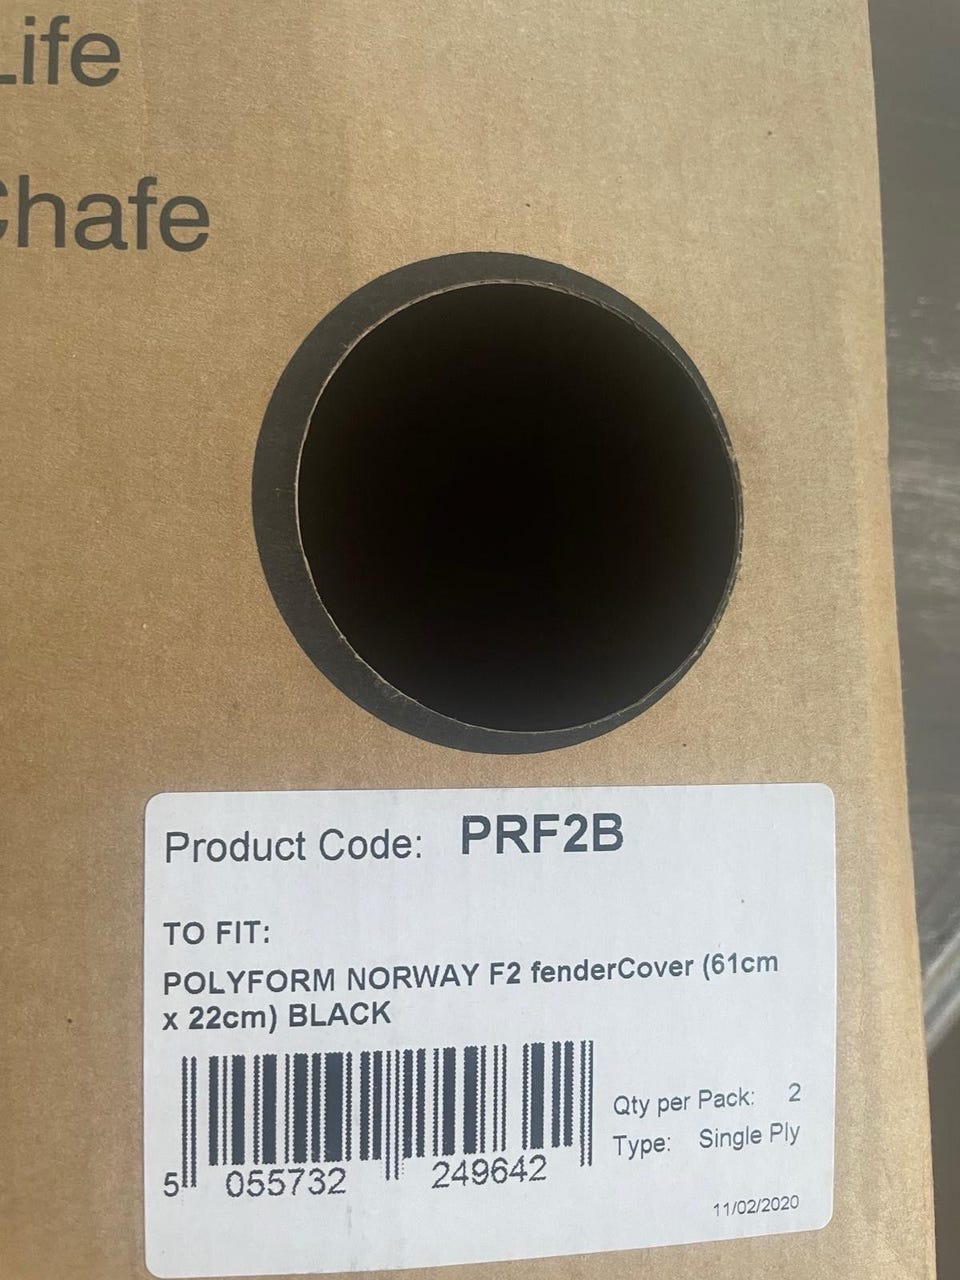 Life
Chafe
Product Code: PRF2B
TO FIT:
POLYFORM NORWAY F2 fenderCover (61cm
x 22cm) BLACK
Qty per Pack: 2
Type: Single Ply
5 055732 249642
11/02/2020